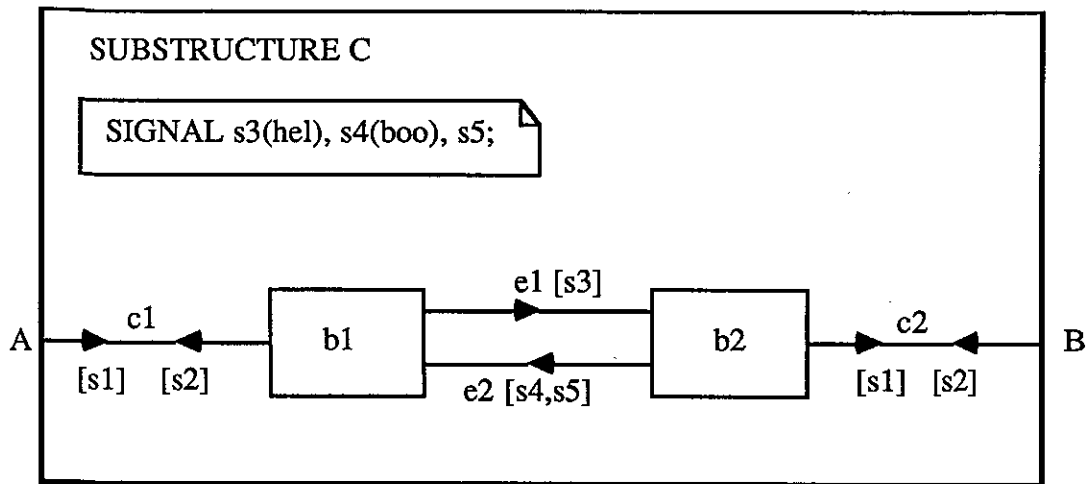 SUBSTRUCTURE C
SIGNAL s3(hel), s4(boo), s5;
e1 [s3]
A c1 b1 b2 c2 B
[s1] [s2] e2 [s4,s5] [s1] [s2]